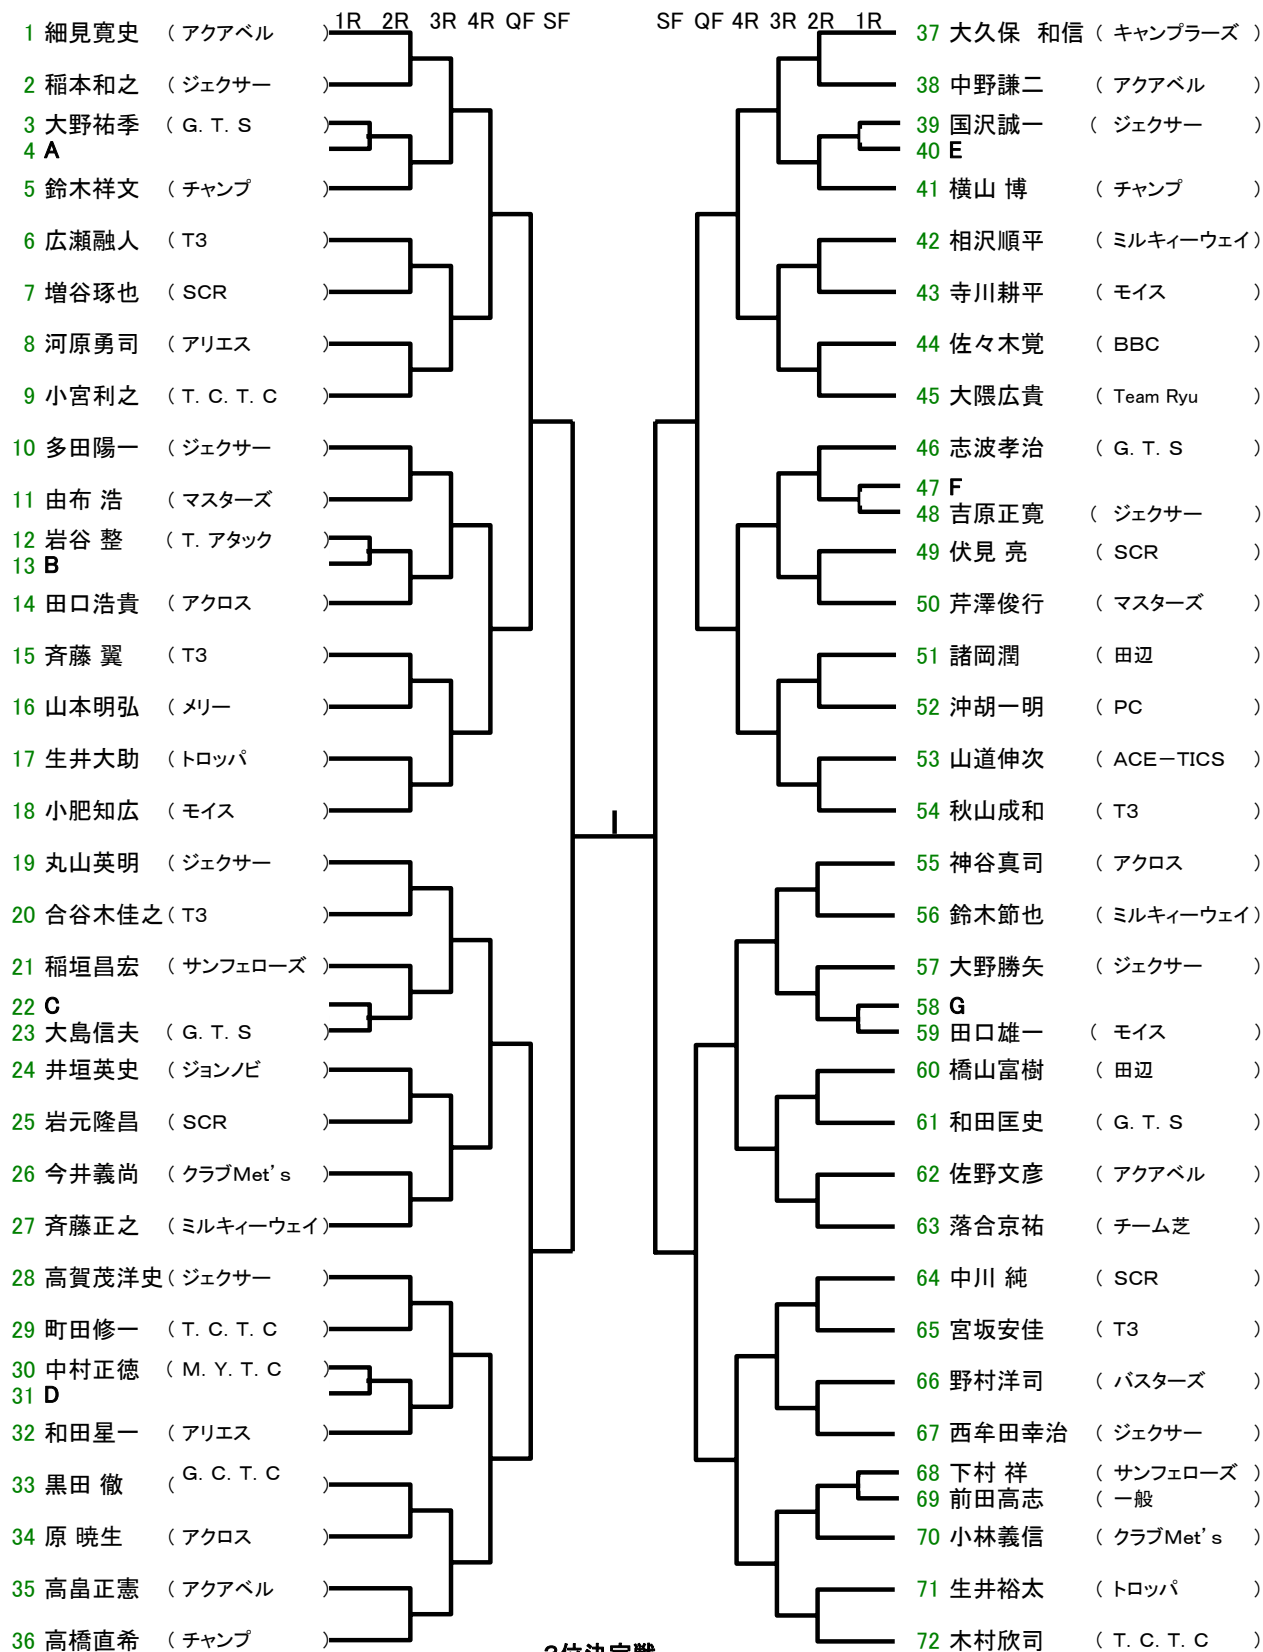 1R 2R 3R 4R QF SF
SF QF 4R 3R 2R 1R
1 細見寛史 ( アクアベル )
2 稲本和之 ( ジェクサー )
3 大野祐季 ( G. T. S )
4 A
5 鈴木祥文 ( チャンプ )
6 広瀬融人 ( T3 )
7 増谷琢也 ( SCR )
8 河原勇司 ( アリエス )
9 小宮利之 ( T. C. T. C )
10 多田陽一 ( ジェクサー )
11 由布 浩 ( マスターズ )
12 岩谷 整 ( T. アタック )
13 B
14 田口浩貴 ( アクロス )
15 斉藤 翼 ( T3 )
16 山本明弘 ( メリー )
17 生井大助 ( トロッパ )
18 小肥知広 ( モイス )
19 丸山英明 ( ジェクサー )
20 合谷木佳之 ( T3 )
21 稲垣昌宏 ( サンフェローズ )
22 C
23 大島信夫 ( G. T. S )
24 井垣英史 ( ジョンノビ )
25 岩元隆昌 ( SCR )
26 今井義尚 ( クラブMet's )
27 斉藤正之 ( ミルキィーウェイ )
28 高賀茂洋史 ( ジェクサー )
29 町田修一 ( T. C. T. C )
30 中村正徳 ( M. Y. T. C )
31 D
32 和田星一 ( アリエス )
33 黒田 徹 ( G. C. T. C
34 原 暁生 ( アクロス )
35 高畠正憲 ( アクアベル )
36 高橋直希 ( チャンプ )
37 大久保 和信 ( キャンプラーズ )
38 中野謙二 ( アクアベル )
39 国沢誠一 ( ジェクサー )
40 E
41 横山 博 ( チャンプ )
42 相沢順平 ( ミルキィーウェイ )
43 寺川耕平 ( モイス )
44 佐々木覚 ( BBC )
45 大隈広貴 ( Team Ryu )
46 志波孝治 ( G. T. S )
47 F
48 吉原正寛 ( ジェクサー )
49 伏見 亮 ( SCR )
50 芹澤俊行 ( マスターズ )
51 諸岡潤 ( 田辺 )
52 沖胡一明 ( PC )
53 山道伸次 ( ACE-TICS )
54 秋山成和 ( T3 )
55 神谷真司 ( アクロス )
56 鈴木節也 ( ミルキィーウェイ )
57 大野勝矢 ( ジェクサー )
58 G
59 田口雄一 ( モイス )
60 橋山富樹 ( 田辺 )
61 和田匡史 ( G. T. S )
62 佐野文彦 ( アクアベル )
63 落合京祐 ( チーム芝 )
64 中川 純 ( SCR )
65 宮坂安佳 ( T3 )
66 野村洋司 ( バスターズ )
67 西牟田幸治 ( ジェクサー )
68 下村 祥 ( サンフェローズ )
69 前田高志 ( 一般 )
70 小林義信 ( クラブMet's )
71 生井裕太 ( トロッパ )
72 木村欣司 ( T. C. T. C )